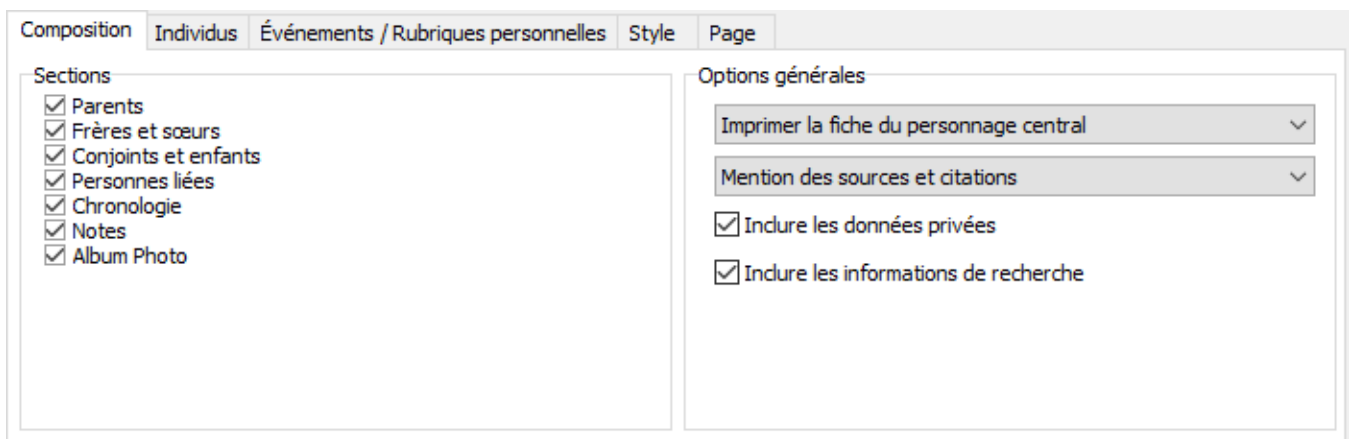 Composition Individus Événements / Rubriques personnelles Style Page
Sections
Parents
Frères et sœurs
Conjoints et enfants
Personnes liées
Chronologie
Notes
Album Photo
Options générales
Imprimer la fiche du personnage central
Mention des sources et citations
Inclure les données privées
Inclure les informations de recherche